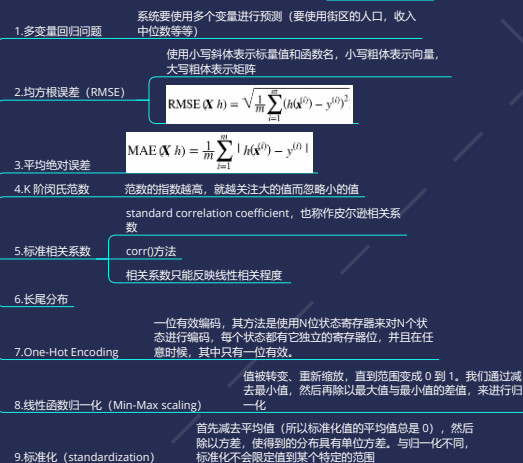 系统要使用多个变量进行预测（要使用街区的人口，收入
中位数等等）
1.多变量回归问题
使用小写斜体表示标量值和函数名，小写粗体表示向量，
大写粗体表示矩阵
2.均方根误差（RMSE）
RMSE(X, h) = √(1/m ∑_{i=1}^{m} (h(x^(i)) − y^(i))²)
MAE(X, h) = 1/m ∑_{i=1}^{m} | h(x^(i)) − y^(i) |
3.平均绝对误差
4.K 阶闵氏范数
范数的指数越高，就越关注大的值而忽略小的值
standard correlation coefficient，也称作皮尔逊相关系
数
5.标准相关系数
corr()方法
相关系数只能反映线性相关程度
6.长尾分布
一位有效编码，其方法是使用N位状态寄存器来对N个状
态进行编码，每个状态都有它独立的寄存器位，并且在任
意时候，其中只有一位有效。
7.One-Hot Encoding
值被转变、重新缩放，直到范围变成 0 到 1。我们通过减
去最小值，然后再除以最大值与最小值的差值，来进行归
一化
8.线性函数归一化（Min-Max scaling）
首先减去平均值（所以标准化值的平均值总是 0），然后
除以方差，使得到的分布具有单位方差。与归一化不同，
标准化不会限定值到某个特定的范围
9.标准化（standardization）